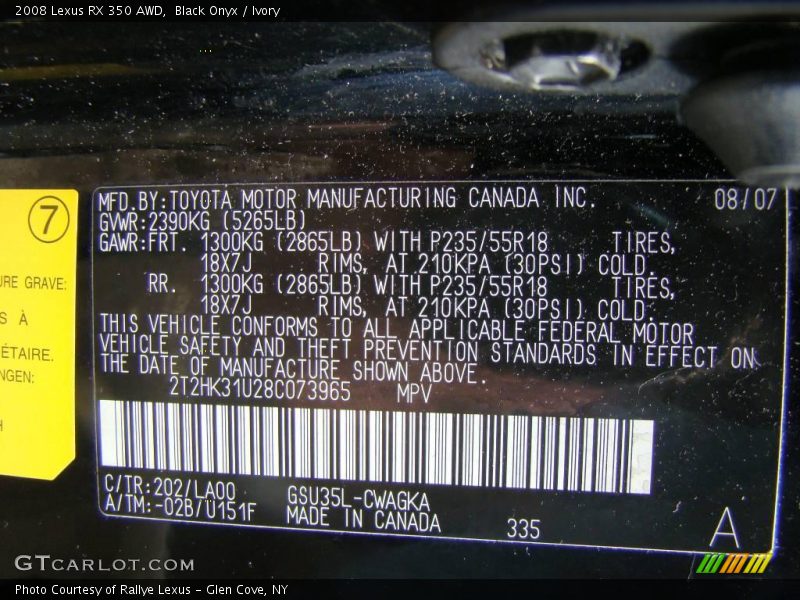 2008 Lexus RX 350 AWD, Black Onyx / Ivory
7
URE GRAVE:
S À
ÉTAIRE.
NGEN:
H
MFD.BY:TOYOTA MOTOR MANUFACTURING CANADA INC. 08/07
GVWR:2390KG (5265LB)
GAWR:FRT. 1300KG (2865LB) WITH P235/55R18 TIRES,
18X7J RIMS, AT 210KPA (30PSI) COLD.
RR. 1300KG (2865LB) WITH P235/55R18 TIRES,
18X7J RIMS, AT 210KPA (30PSI) COLD.
THIS VEHICLE CONFORMS TO ALL APPLICABLE FEDERAL MOTOR
VEHICLE SAFETY AND THEFT PREVENTION STANDARDS IN EFFECT ON
THE DATE OF MANUFACTURE SHOWN ABOVE.
2T2HK31U28C073965 MPV
C/TR:202/LA00 GSU35L-CWAGKA
A/TM:-02B/U151F MADE IN CANADA 335 A
GTCARLOT.COM
Photo Courtesy of Rallye Lexus - Glen Cove, NY